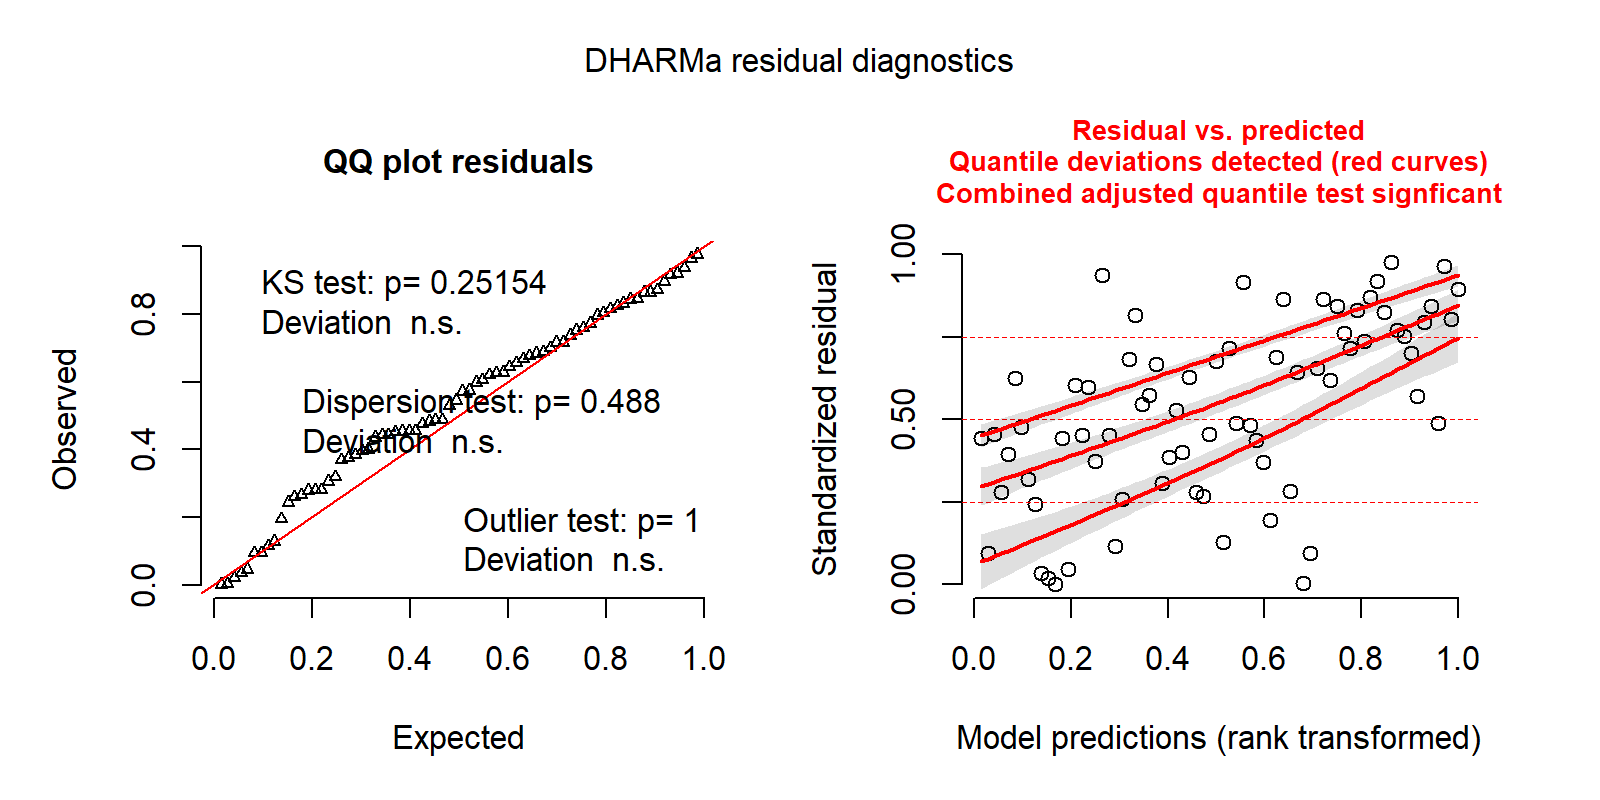 DHARMa residual diagnostics
QQ plot residuals
KS test: p= 0.25154
Deviation n.s.
Dispersion test: p= 0.488
Deviation n.s.
Outlier test: p= 1
Deviation n.s.
Observed
0.0 0.4 0.8
0.0 0.2 0.4 0.6 0.8 1.0
Expected
Residual vs. predicted
Quantile deviations detected (red curves)
Combined adjusted quantile test signficant
Standardized residual
0.00 0.50 1.00
0.0 0.2 0.4 0.6 0.8 1.0
Model predictions (rank transformed)